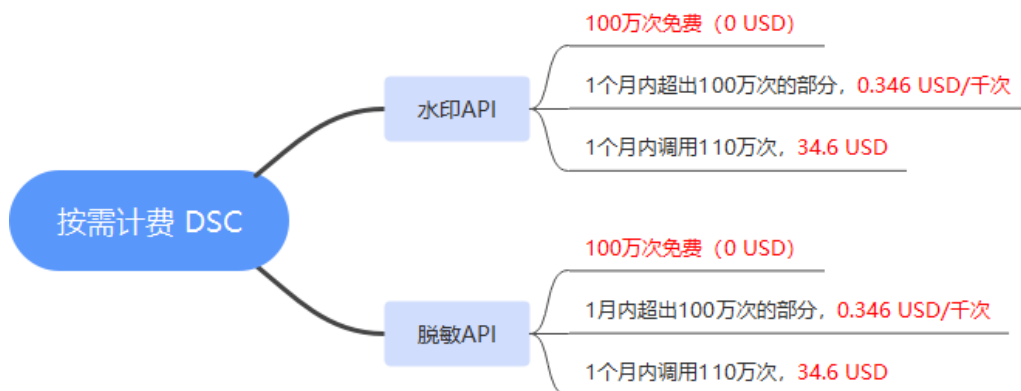 按需计费 DSC
水印API
100万次免费（0 USD）
1个月内超出100万次的部分，0.346 USD/千次
1个月内调用110万次，34.6 USD
脱敏API
100万次免费（0 USD）
1月内超出100万次的部分，0.346 USD/千次
1个月内调用110万次，34.6 USD